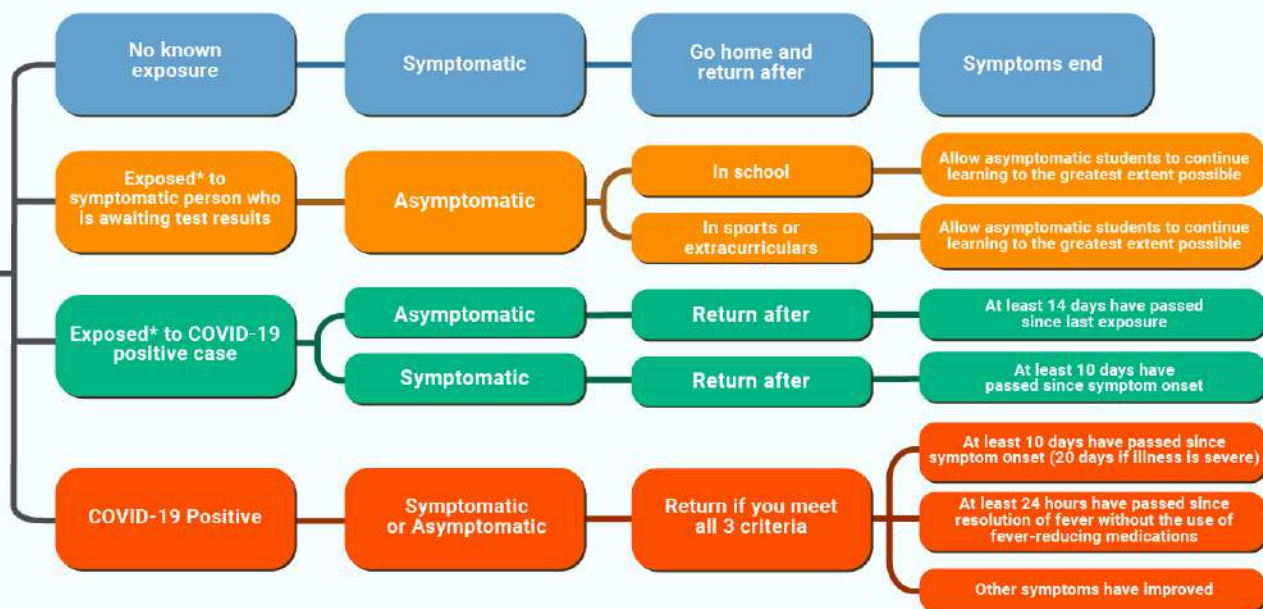 No known
exposure
Symptomatic
Go home and
return after
Symptoms end
Exposed* to
symptomatic person who
is awaiting test results
Asymptomatic
In school
Allow asymptomatic students to continue
learning to the greatest extent possible
In sports or
extracurriculars
Allow asymptomatic students to continue
learning to the greatest extent possible
Exposed* to COVID-19
positive case
Asymptomatic
Return after
At least 14 days have passed
since last exposure
Symptomatic
Return after
At least 10 days have
passed since symptom onset
COVID-19 Positive
Symptomatic
or Asymptomatic
Return if you meet
all 3 criteria
At least 10 days have passed since
symptom onset (20 days if illness is severe)
At least 24 hours have passed since
resolution of fever without the use of
fever-reducing medications
Other symptoms have improved